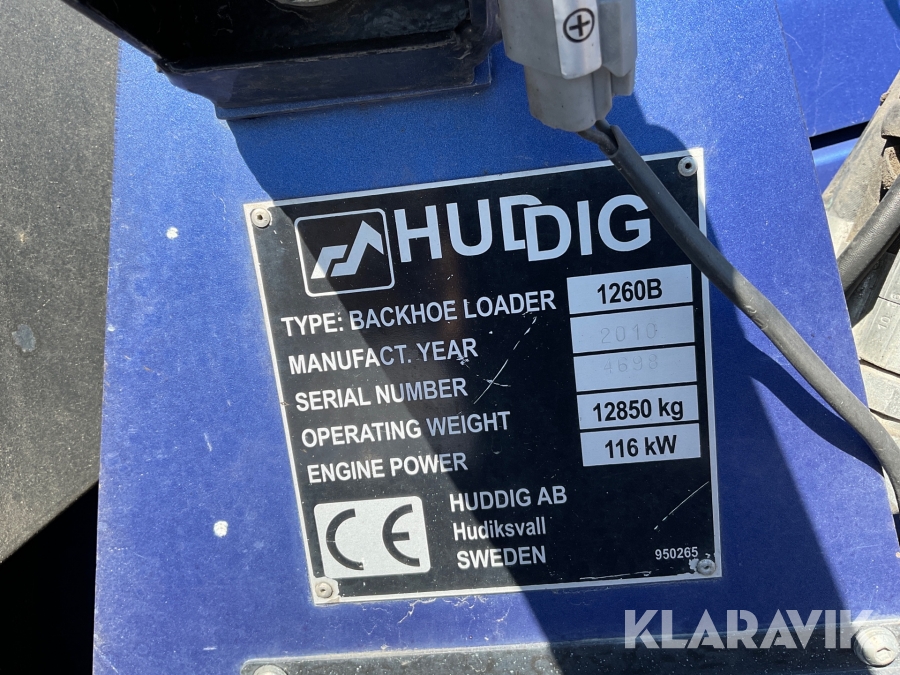 HUDDIG
TYPE: BACKHOE LOADER 1260B
MANUFACT. YEAR 2010
SERIAL NUMBER
OPERATING WEIGHT 12850 kg
ENGINE POWER 116 kW
CE
HUDDIG AB
Hudiksvall
SWEDEN
950265
KLARAVIK